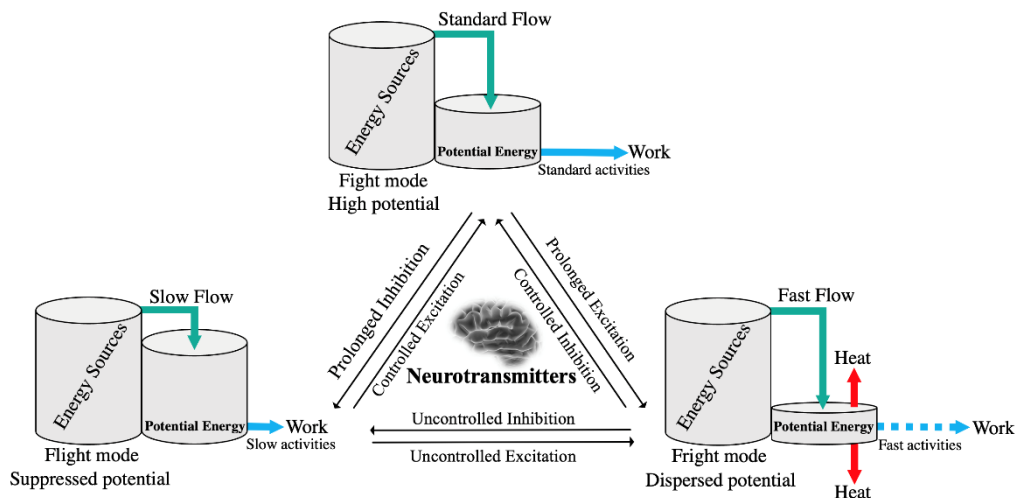 Standard Flow
Energy Sources
Potential Energy
Work
Standard activities
Fight mode
High potential
Prolonged Inhibition
Controlled Excitation
Prolonged Excitation
Controlled Inhibition
Neurotransmitters
Uncontrolled Inhibition
Uncontrolled Excitation
Slow Flow
Energy Sources
Potential Energy
Work
Slow activities
Flight mode
Suppressed potential
Fast Flow
Energy Sources
Heat
Potential Energy
Work
Fast activities
Heat
Fright mode
Dispersed potential